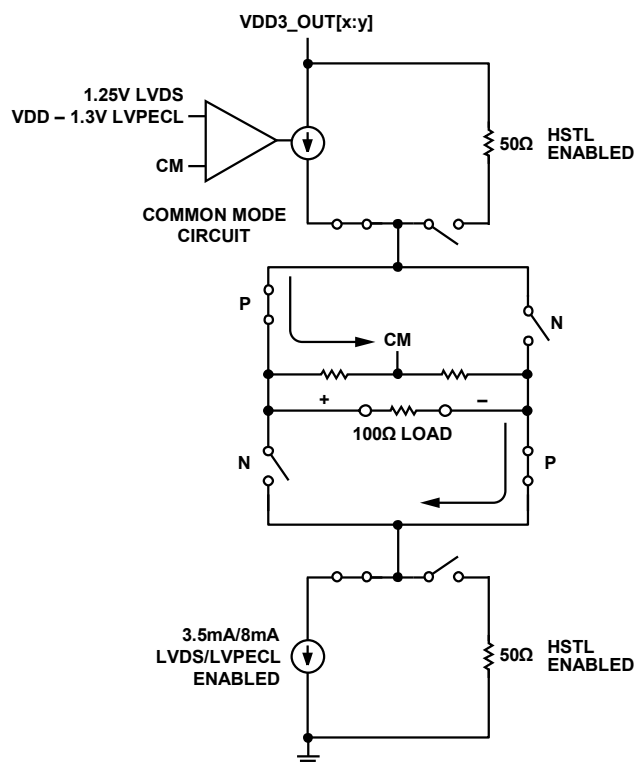 VDD3_OUT[x:y]
1.25V LVDS
VDD – 1.3V LVPECL
CM
COMMON MODE
CIRCUIT
50Ω
HSTL
ENABLED
P
N
CM
+
–
100Ω LOAD
N
P
3.5mA/8mA
LVDS/LVPECL
ENABLED
50Ω
HSTL
ENABLED